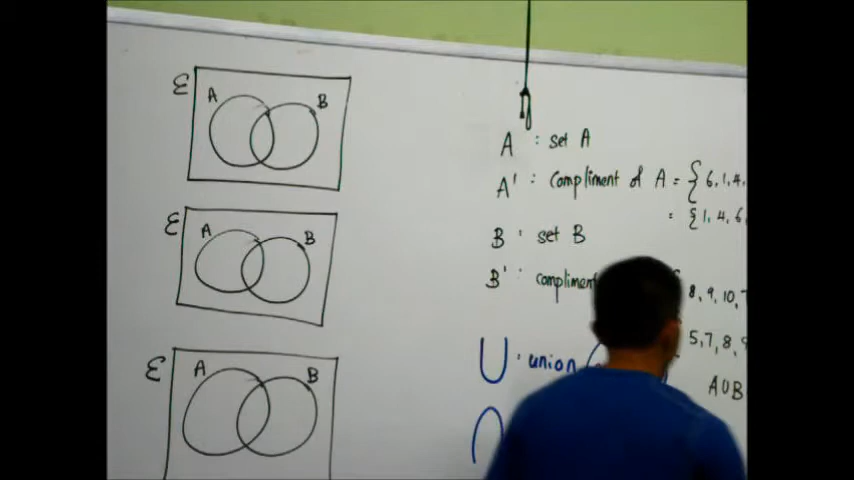 ε A B
ε A B
ε A B
A : set A
A' : compliment of A = { 6, 1, 4,
= { 1, 4, 6,
B : set B
B' : compliment
8, 9, 10,
5, 7, 8, 9
U : union
A∪B
∩